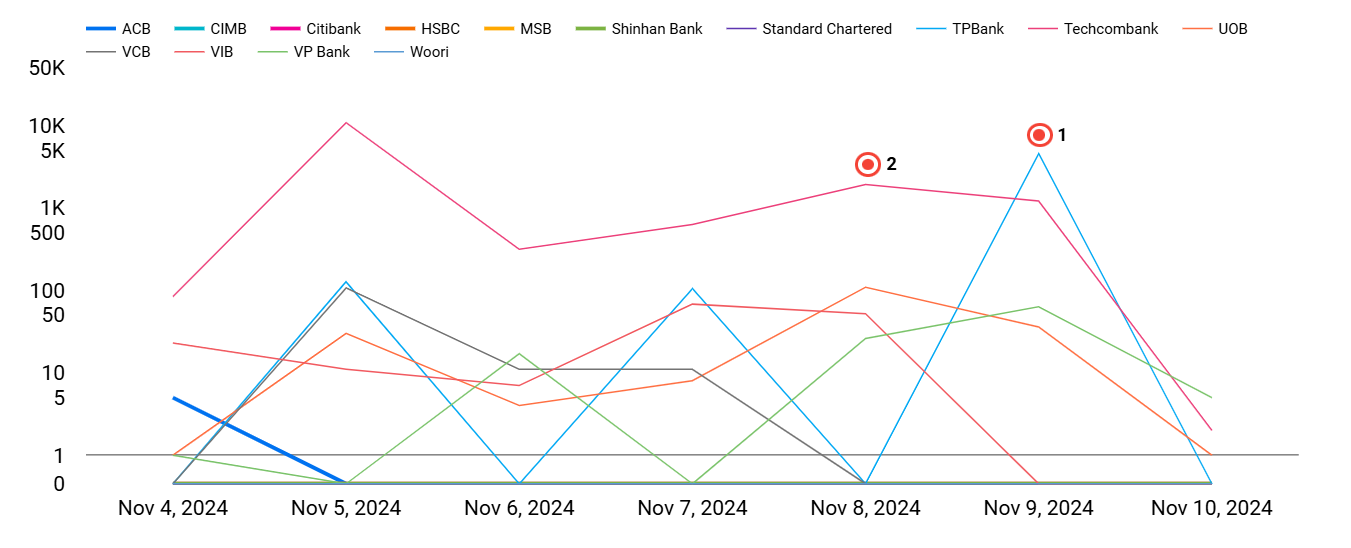 ACB CIMB Citibank HSBC MSB Shinhan Bank Standard Chartered TPBank Techcombank UOB
VCB VIB VP Bank Woori
50K
10K
5K
1K
500
100
50
10
5
1
0
2
1
Nov 4, 2024 Nov 5, 2024 Nov 6, 2024 Nov 7, 2024 Nov 8, 2024 Nov 9, 2024 Nov 10, 2024